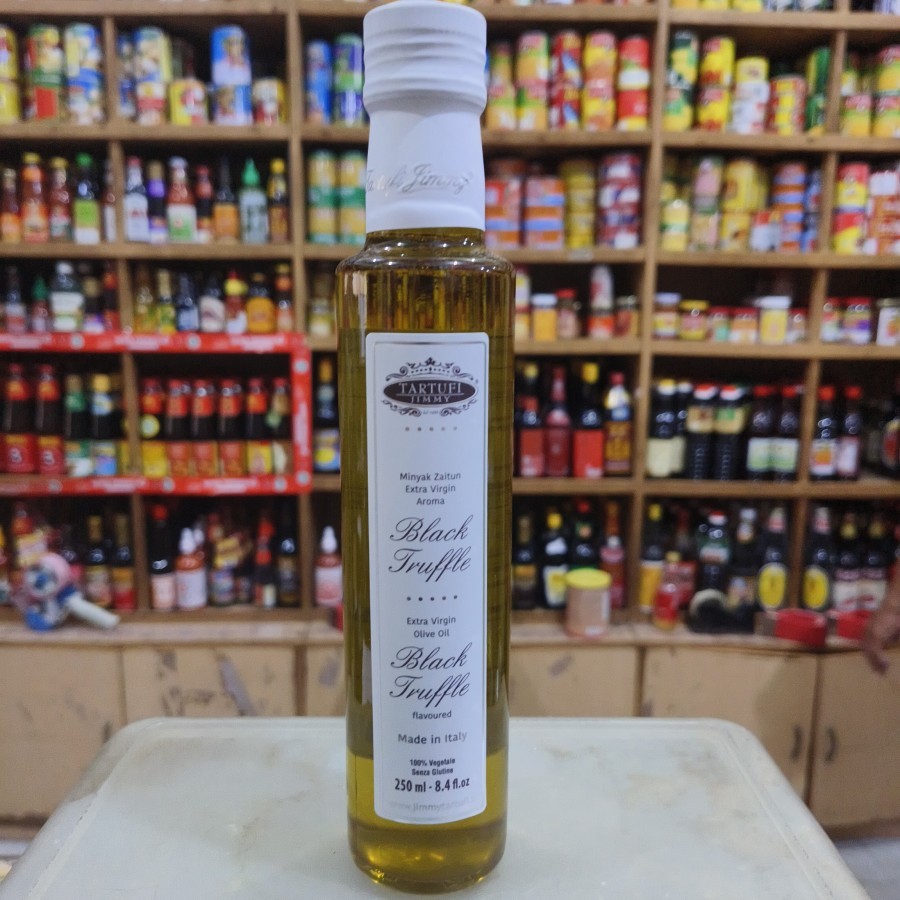 Tartufi Jimmy
TARTUFI
JIMMY
Minyak Zaitun
Extra Virgin
Aroma
Black
Truffle
Extra Virgin
Olive Oil
Black
Truffle
flavoured
Made in Italy
100% Vegetale
Senza Glutine
250 ml - 8.4 fl.oz